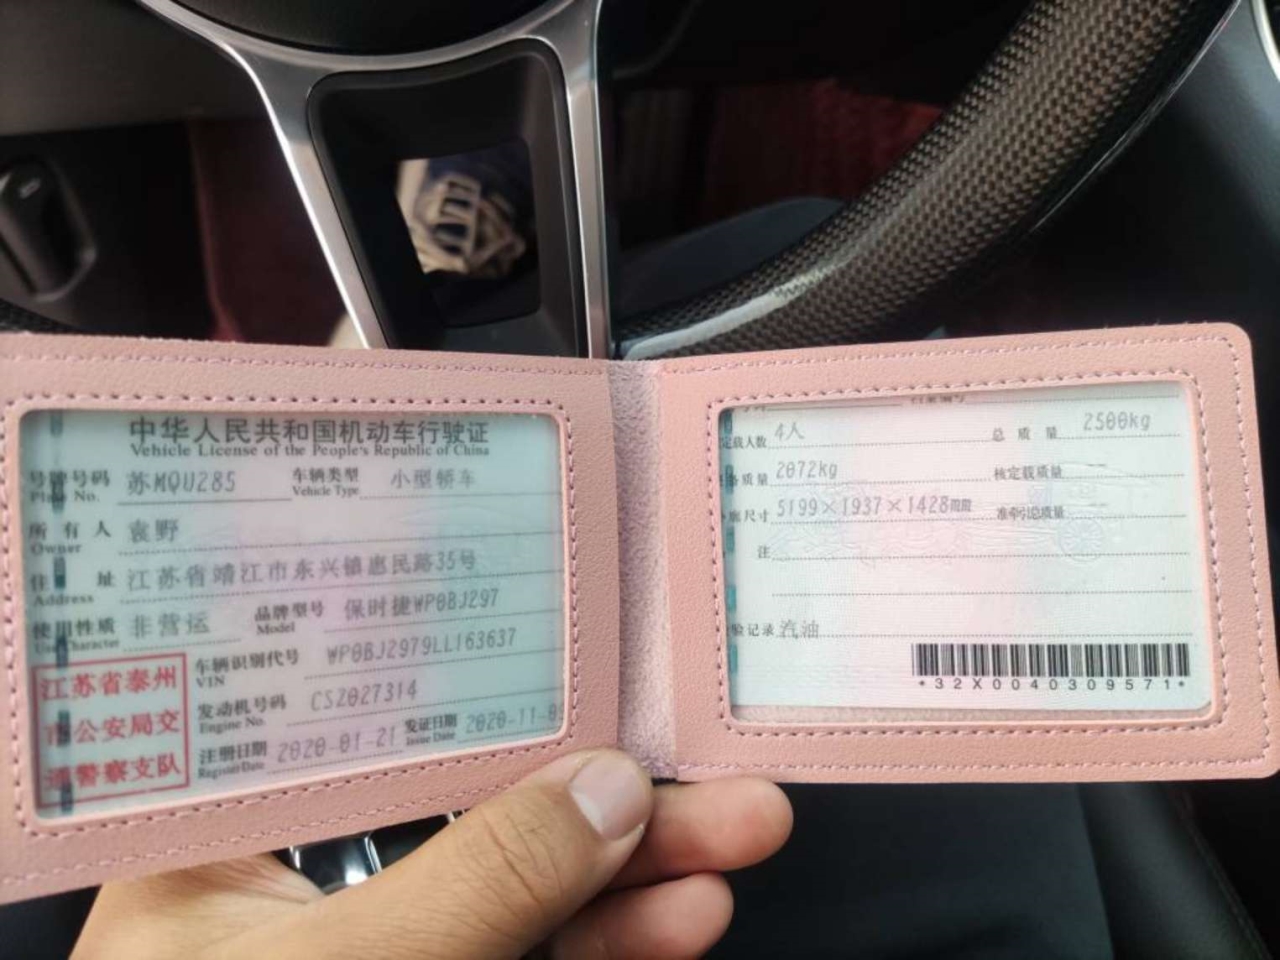 中华人民共和国机动车行驶证
Vehicle License of the People's Republic of China
号牌号码 苏MQU285 车辆类型 小型轿车
Plate No. Vehicle Type
所有人 袁野
Owner
住 址 江苏省靖江市东兴镇惠民路35号
Address
使用性质 非营运 品牌型号 保时捷WP0BJ297
Use Character Model
江苏省泰州
市公安局交
通警察支队
车辆识别代号 WP0BJ2979LL163637
VIN
发动机号码 CS2027314
Engine No.
注册日期 2020-01-21 发证日期 2020-11-0
Register Date Issue Date
定载人数 4人 总质量 2500kg
备质量 2072kg 核定载质量
廓尺寸 5199×1937×1428mm 准牵引总质量
注
验记录 汽油
*32X0040309571*